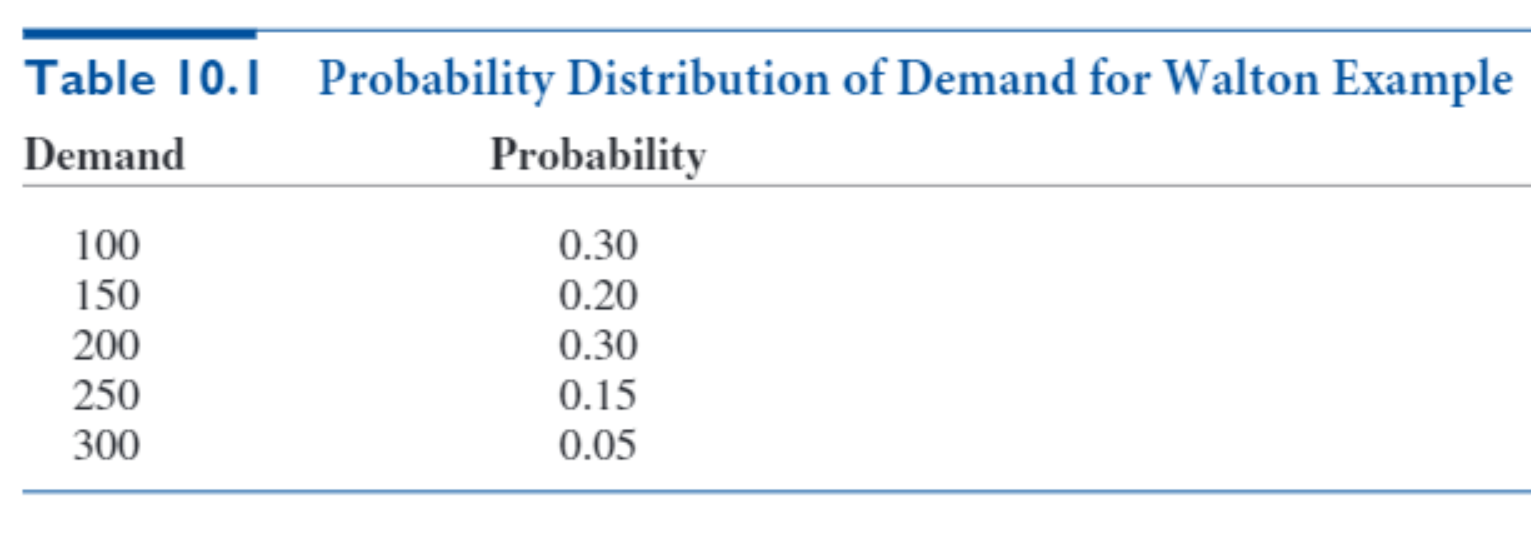 Table 10.1 Probability Distribution of Demand for Walton Example
Demand Probability
100 0.30
150 0.20
200 0.30
250 0.15
300 0.05